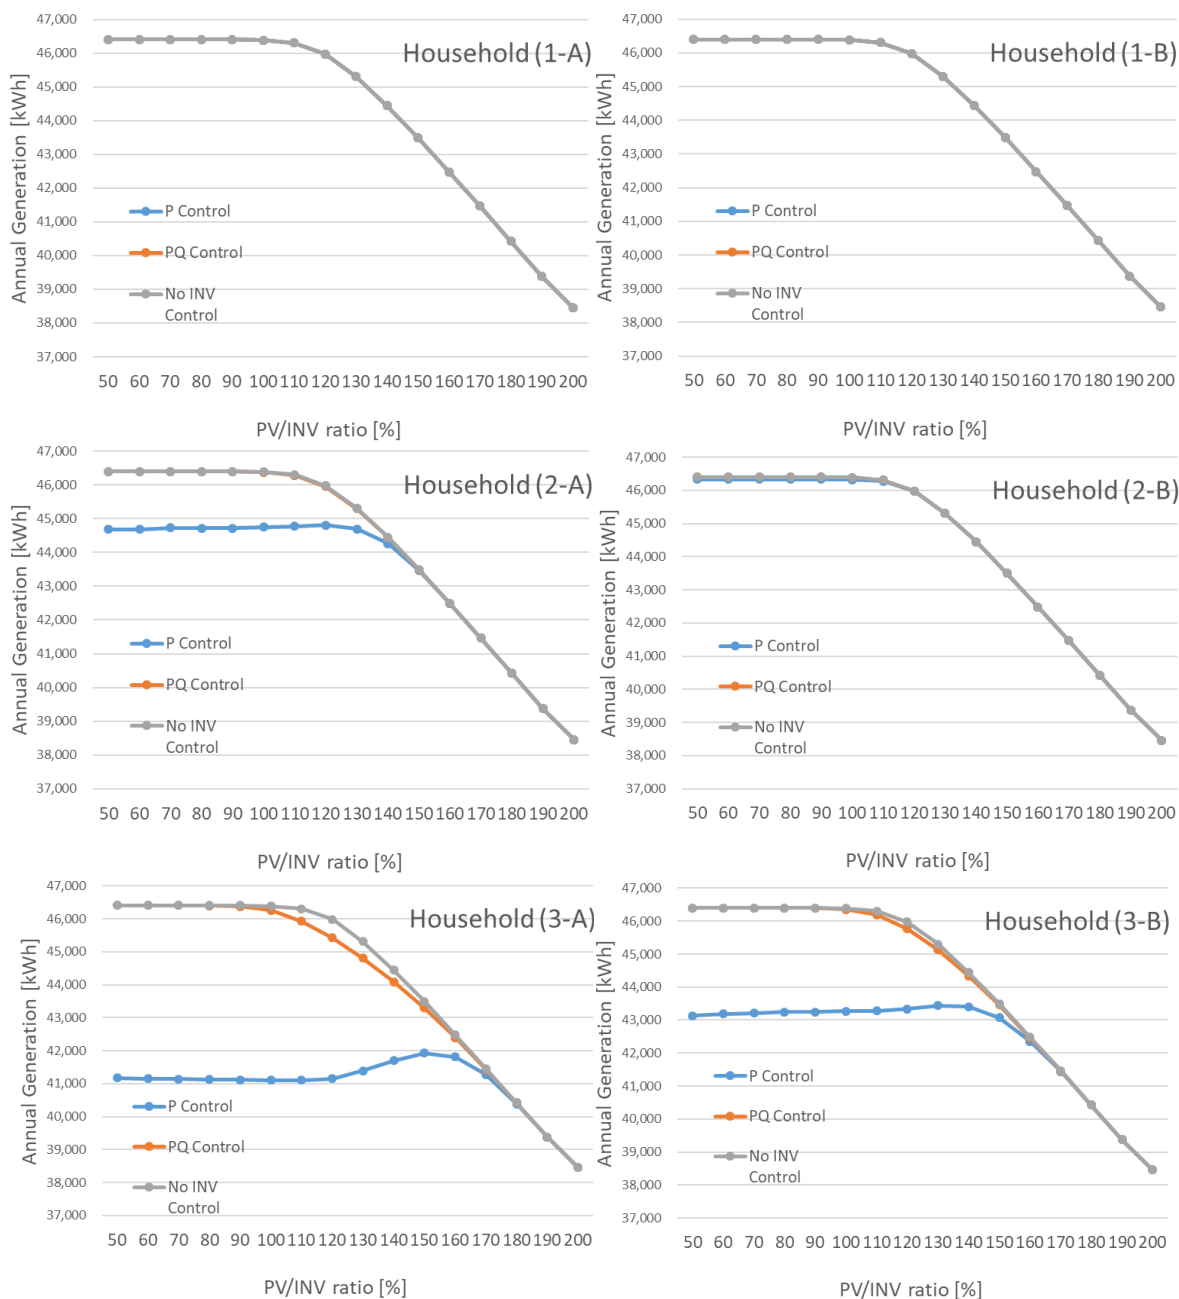 Household (1-A)
Annual Generation [kWh]
47,000
46,000
45,000
44,000
43,000
42,000
41,000
40,000
39,000
38,000
37,000
P Control
PQ Control
No INV
Control
50 60 70 80 90 100 110 120 130 140 150 160 170 180 190 200
PV/INV ratio [%]
Household (1-B)
Annual Generation [kWh]
47,000
46,000
45,000
44,000
43,000
42,000
41,000
40,000
39,000
38,000
37,000
P Control
PQ Control
No INV
Control
50 60 70 80 90 100 110 120 130 140 150 160 170 180 190 200
PV/INV ratio [%]
Household (2-A)
Annual Generation [kWh]
47,000
46,000
45,000
44,000
43,000
42,000
41,000
40,000
39,000
38,000
37,000
P Control
PQ Control
No INV
Control
50 60 70 80 90 100 110 120 130 140 150 160 170 180 190 200
PV/INV ratio [%]
Household (2-B)
Annual Generation [kWh]
47,000
46,000
45,000
44,000
43,000
42,000
41,000
40,000
39,000
38,000
37,000
P Control
PQ Control
No INV
Control
50 60 70 80 90 100 110 120 130 140 150 160 170 180 190 200
PV/INV ratio [%]
Household (3-A)
Annual Generation [kWh]
47,000
46,000
45,000
44,000
43,000
42,000
41,000
40,000
39,000
38,000
37,000
P Control
PQ Control
No INV
Control
50 60 70 80 90 100 110 120 130 140 150 160 170 180 190 200
PV/INV ratio [%]
Household (3-B)
Annual Generation [kWh]
47,000
46,000
45,000
44,000
43,000
42,000
41,000
40,000
39,000
38,000
37,000
P Control
PQ Control
No INV
Control
50 60 70 80 90 100 110 120 130 140 150 160 170 180 190 200
PV/INV ratio [%]